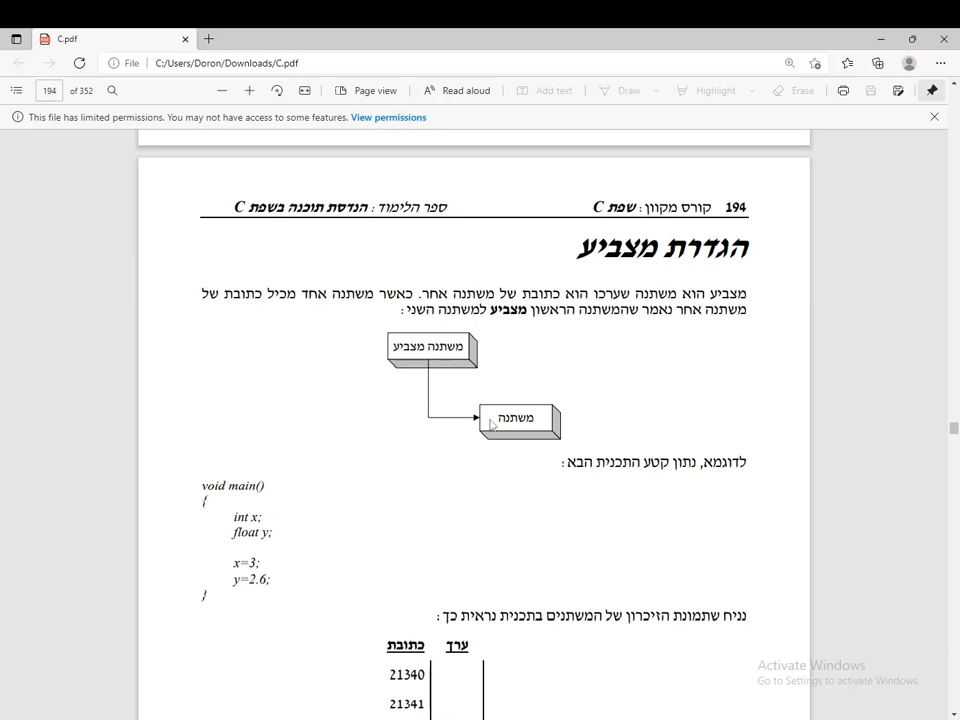 C.pdf
File
C:/Users/Doron/Downloads/C.pdf
194 of 352
Page view
Read aloud
Add text
Draw
Highlight
Erase
This file has limited permissions. You may not have access to some features. View permissions
194 קורס מקוון: שפת C ספר הלימוד: הנדסת תוכנה בשפת C
הגדרת מצביע
מצביע הוא משתנה שערכו הוא כתובת של משתנה אחר. כאשר משתנה אחד מכיל כתובת של
משתנה אחר נאמר שהמשתנה הראשון מצביע למשתנה השני:
משתנה מצביע
משתנה
לדוגמא, נתון קטע התכנית הבא:
void main()
{
int x;
float y;
x=3;
y=2.6;
}
נניח שתמונת הזיכרון של המשתנים בתכנית נראית כך:
ערך כתובת
21340
21341
Activate Windows
Go to Settings to activate Windows.